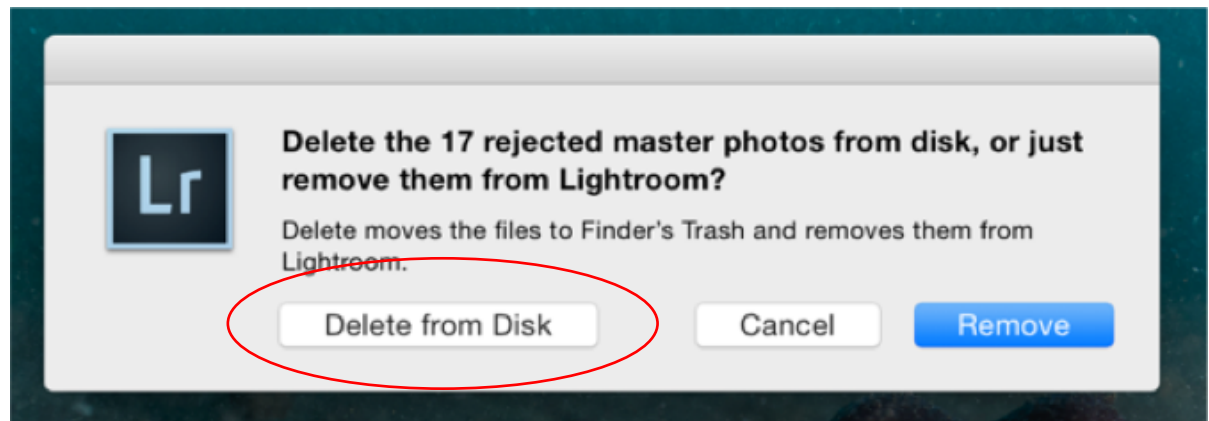 Lr
Delete the 17 rejected master photos from disk, or just
remove them from Lightroom?
Delete moves the files to Finder's Trash and removes them from
Lightroom.
Delete from Disk Cancel Remove